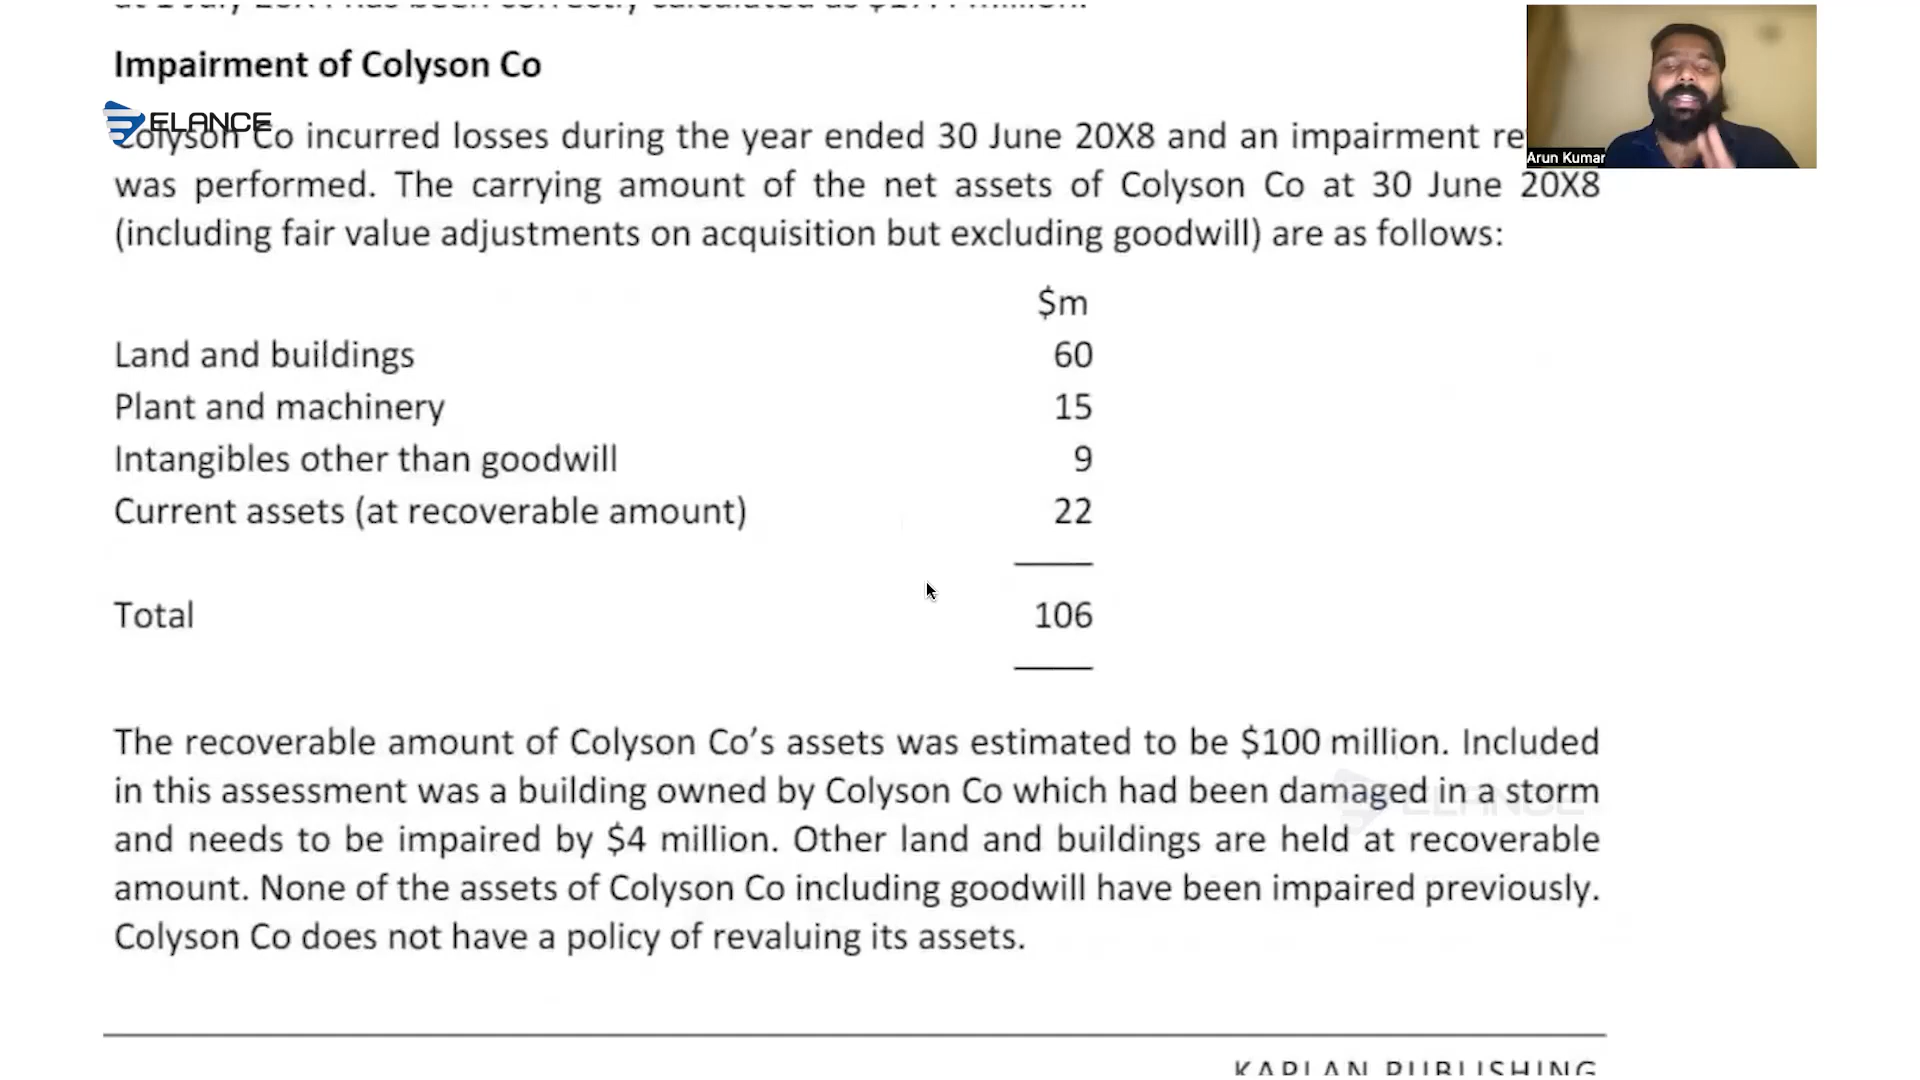 Impairment of Colyson Co
ELANCE
Colyson Co incurred losses during the year ended 30 June 20X8 and an impairment
Arun Kumar
was performed. The carrying amount of the net assets of Colyson Co at 30 June 20X8
(including fair value adjustments on acquisition but excluding goodwill) are as follows:
$m
Land and buildings 60
Plant and machinery 15
Intangibles other than goodwill 9
Current assets (at recoverable amount) 22
Total 106
The recoverable amount of Colyson Co’s assets was estimated to be $100 million. Included
in this assessment was a building owned by Colyson Co which had been damaged in a storm
and needs to be impaired by $4 million. Other land and buildings are held at recoverable
amount. None of the assets of Colyson Co including goodwill have been impaired previously.
Colyson Co does not have a policy of revaluing its assets.
KAPLAN PUBLISHING